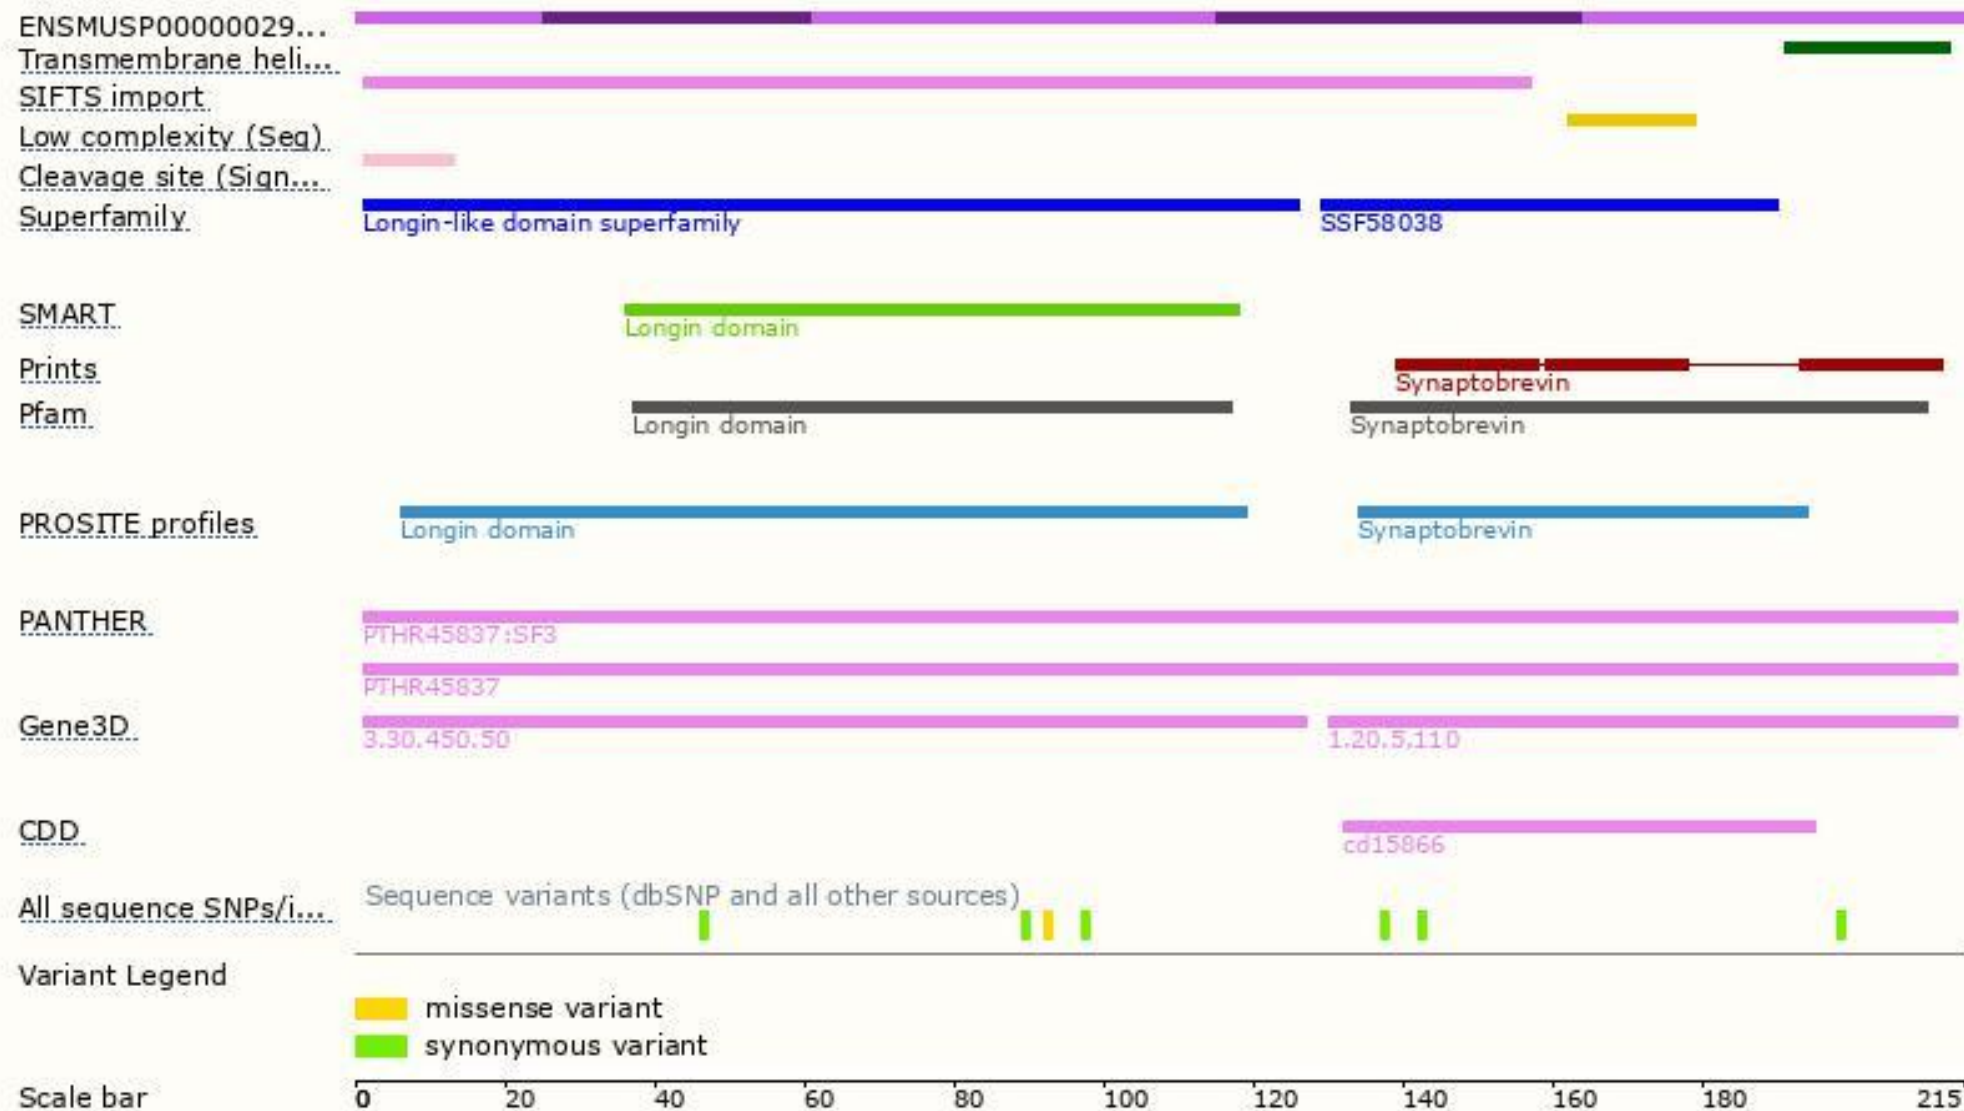 ENSMUSP00000029...
Transmembrane heli...
SIFTS import
Low complexity (Seg)
Cleavage site (Sign...
Superfamily
Longin-like domain superfamily SSF58038
SMART
Longin domain
Prints
Synaptobrevin
Pfam
Longin domain Synaptobrevin
PROSITE profiles
Longin domain Synaptobrevin
PANTHER
PTHR45837:SF3
PTHR45837
Gene3D
3.30.450.50 1.20.5.110
CDD
cd15866
Sequence variants (dbSNP and all other sources)
All sequence SNPs/i...
Variant Legend
missense variant
synonymous variant
Scale bar 0 20 40 60 80 100 120 140 160 180 215